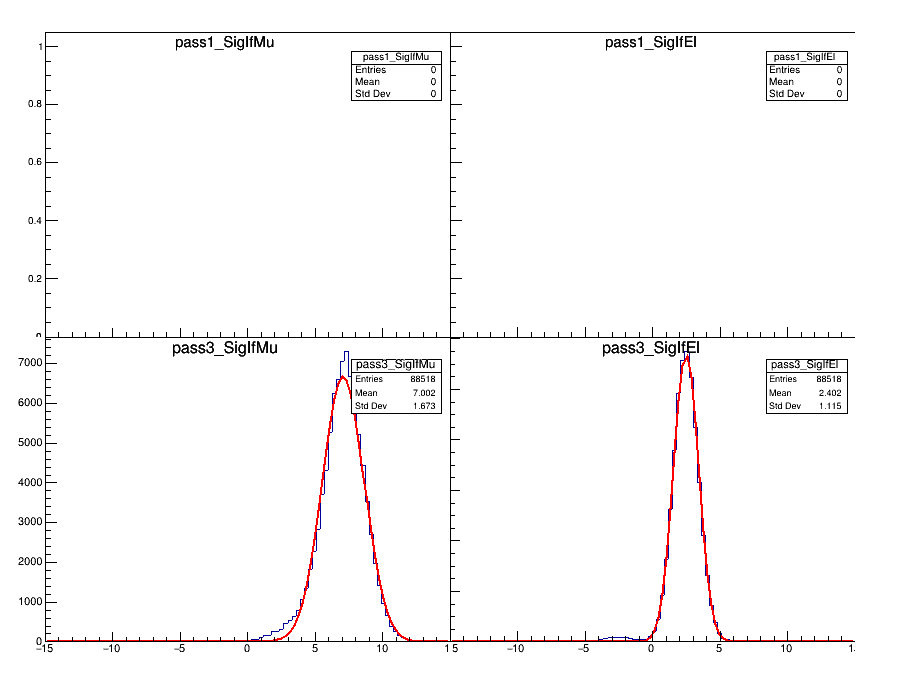 pass1_SigIfMu
pass1_SigIfMu
Entries 0
Mean 0
Std Dev 0
pass1_SigIfEl
pass1_SigIfEl
Entries 0
Mean 0
Std Dev 0
1
0.8
0.6
0.4
0.2
pass3_SigIfMu
pass3_SigIfMu
Entries 88518
Mean 7.002
Std Dev 1.673
pass3_SigIfEl
pass3_SigIfEl
Entries 88518
Mean 2.402
Std Dev 1.115
7000
6000
5000
4000
3000
2000
1000
0
−15 −10 −5 0 5 10 15 −10 −5 0 5 10